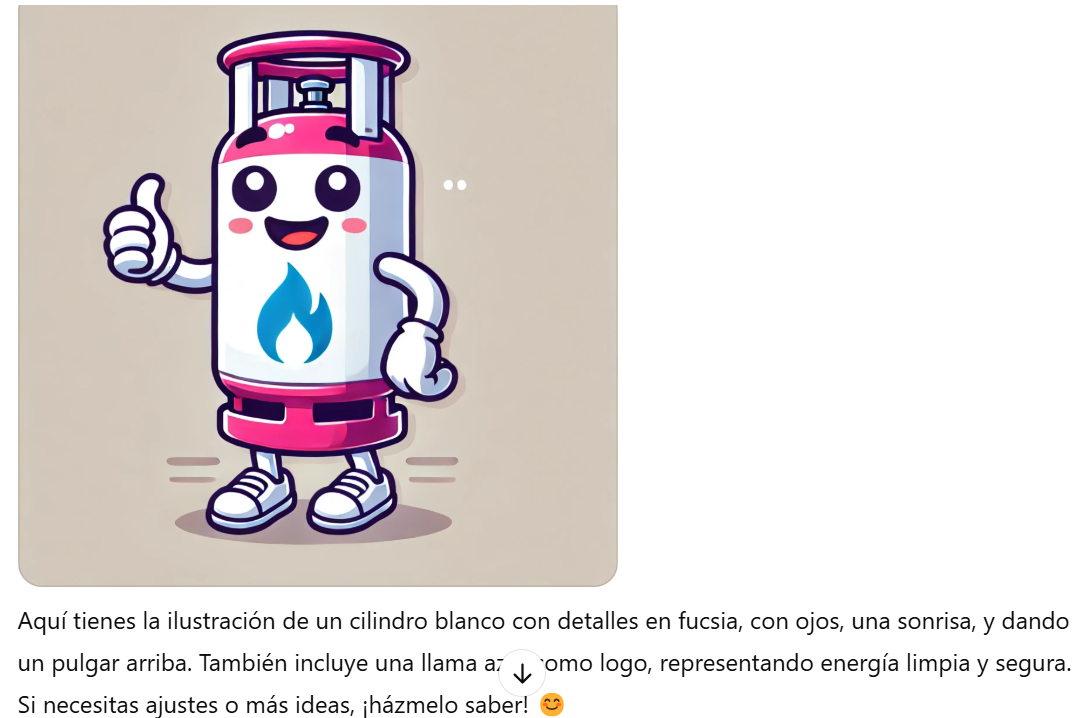 Aquí tienes la ilustración de un cilindro blanco con detalles en fucsia, con ojos, una sonrisa, y dando
un pulgar arriba. También incluye una llama como logo, representando energía limpia y segura.
Si necesitas ajustes o más ideas, ¡házmelo saber! 😊